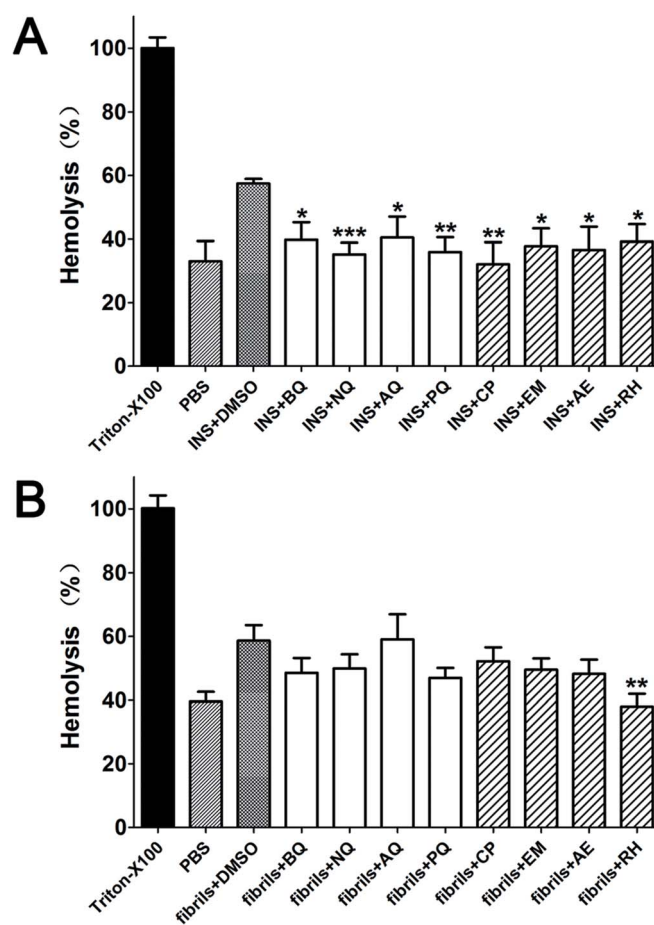 A
Hemolysis (%)
100
80
60
40
20
0
*
***
*
**
**
*
*
*
Triton-X100
PBS
INS+DMSO
INS+BQ
INS+NQ
INS+AQ
INS+PQ
INS+CP
INS+EM
INS+AE
INS+RH
B
Hemolysis (%)
100
80
60
40
20
0
**
Triton-X100
PBS
fibrils+DMSO
fibrils+BQ
fibrils+NQ
fibrils+AQ
fibrils+PQ
fibrils+CP
fibrils+EM
fibrils+AE
fibrils+RH